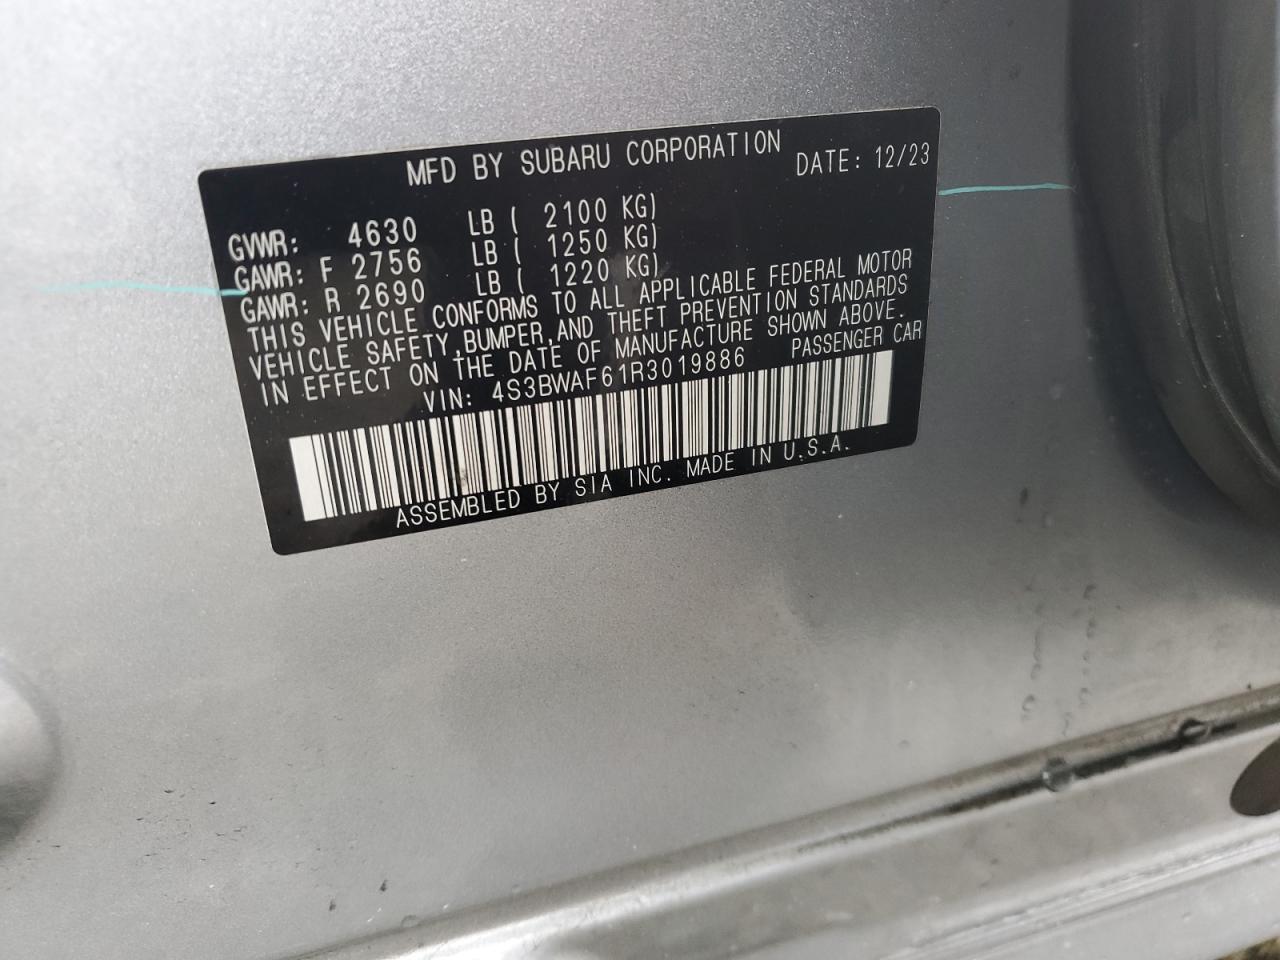 MFD BY SUBARU CORPORATION DATE: 12/23
GVWR: 4630 LB ( 2100 KG)
GAWR: F 2756 LB ( 1250 KG)
GAWR: R 2690 LB ( 1220 KG)
THIS VEHICLE CONFORMS TO ALL APPLICABLE FEDERAL MOTOR
VEHICLE SAFETY,BUMPER,AND THEFT PREVENTION STANDARDS
IN EFFECT ON THE DATE OF MANUFACTURE SHOWN ABOVE.
VIN: 4S3BWAF61R3019886 PASSENGER CAR
ASSEMBLED BY SIA INC. MADE IN U.S.A.